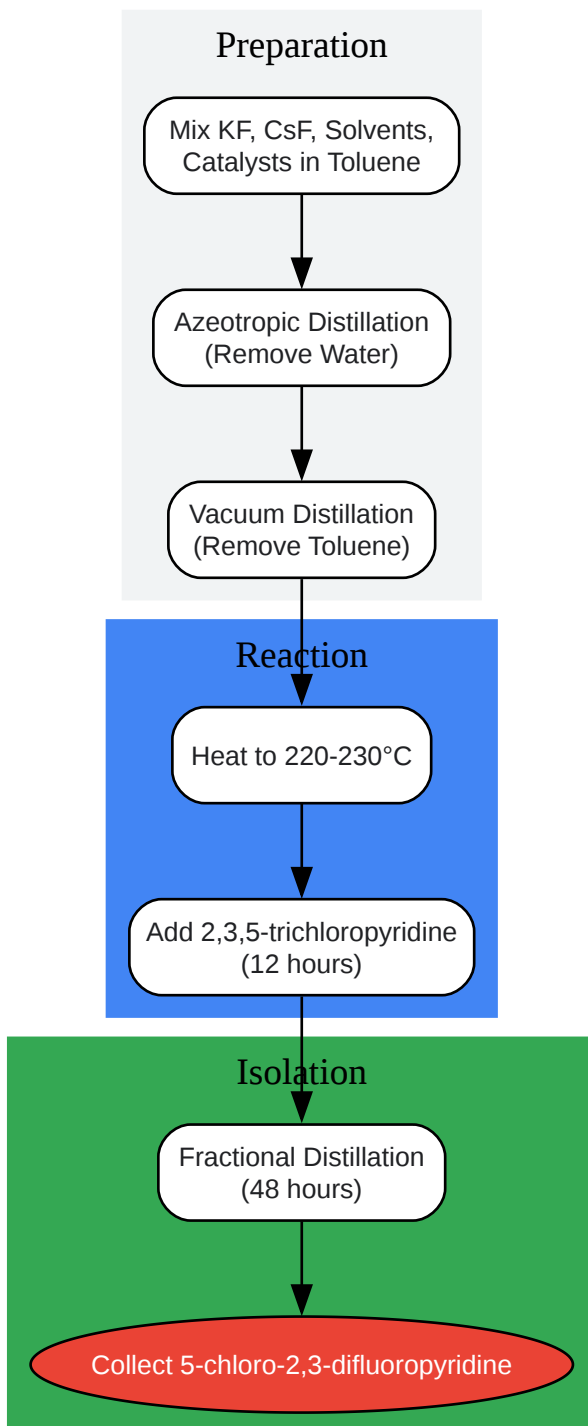 Preparation
Mix KF, CsF, Solvents,
Catalysts in Toluene
Azeotropic Distillation
(Remove Water)
Vacuum Distillation
(Remove Toluene)
Reaction
Heat to 220-230°C
Add 2,3,5-trichloropyridine
(12 hours)
Isolation
Fractional Distillation
(48 hours)
Collect 5-chloro-2,3-difluoropyridine